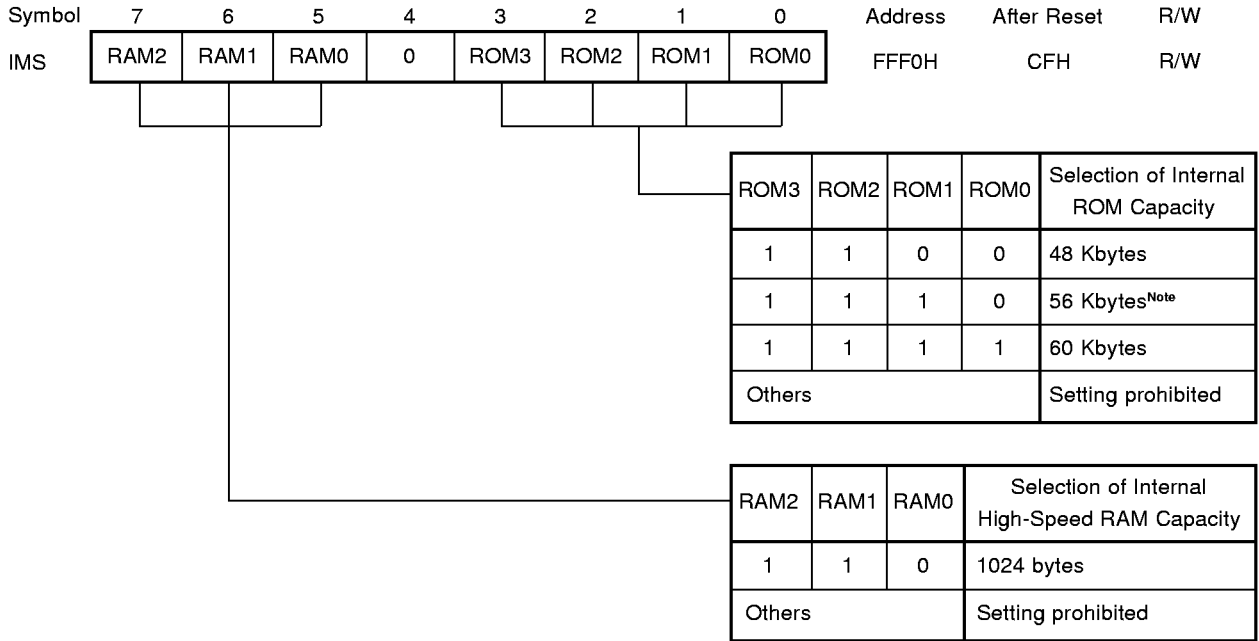 Symbol 7 6 5 4 3 2 1 0 Address After Reset R/W
IMS RAM2 RAM1 RAM0 0 ROM3 ROM2 ROM1 ROM0 FFF0H CFH R/W
ROM3 ROM2 ROM1 ROM0 Selection of Internal
ROM Capacity
1 1 0 0 48 Kbytes
1 1 1 0 56 KbytesNote
1 1 1 1 60 Kbytes
Others Setting prohibited
RAM2 RAM1 RAM0 Selection of Internal
High-Speed RAM Capacity
1 1 0 1024 bytes
Others Setting prohibited